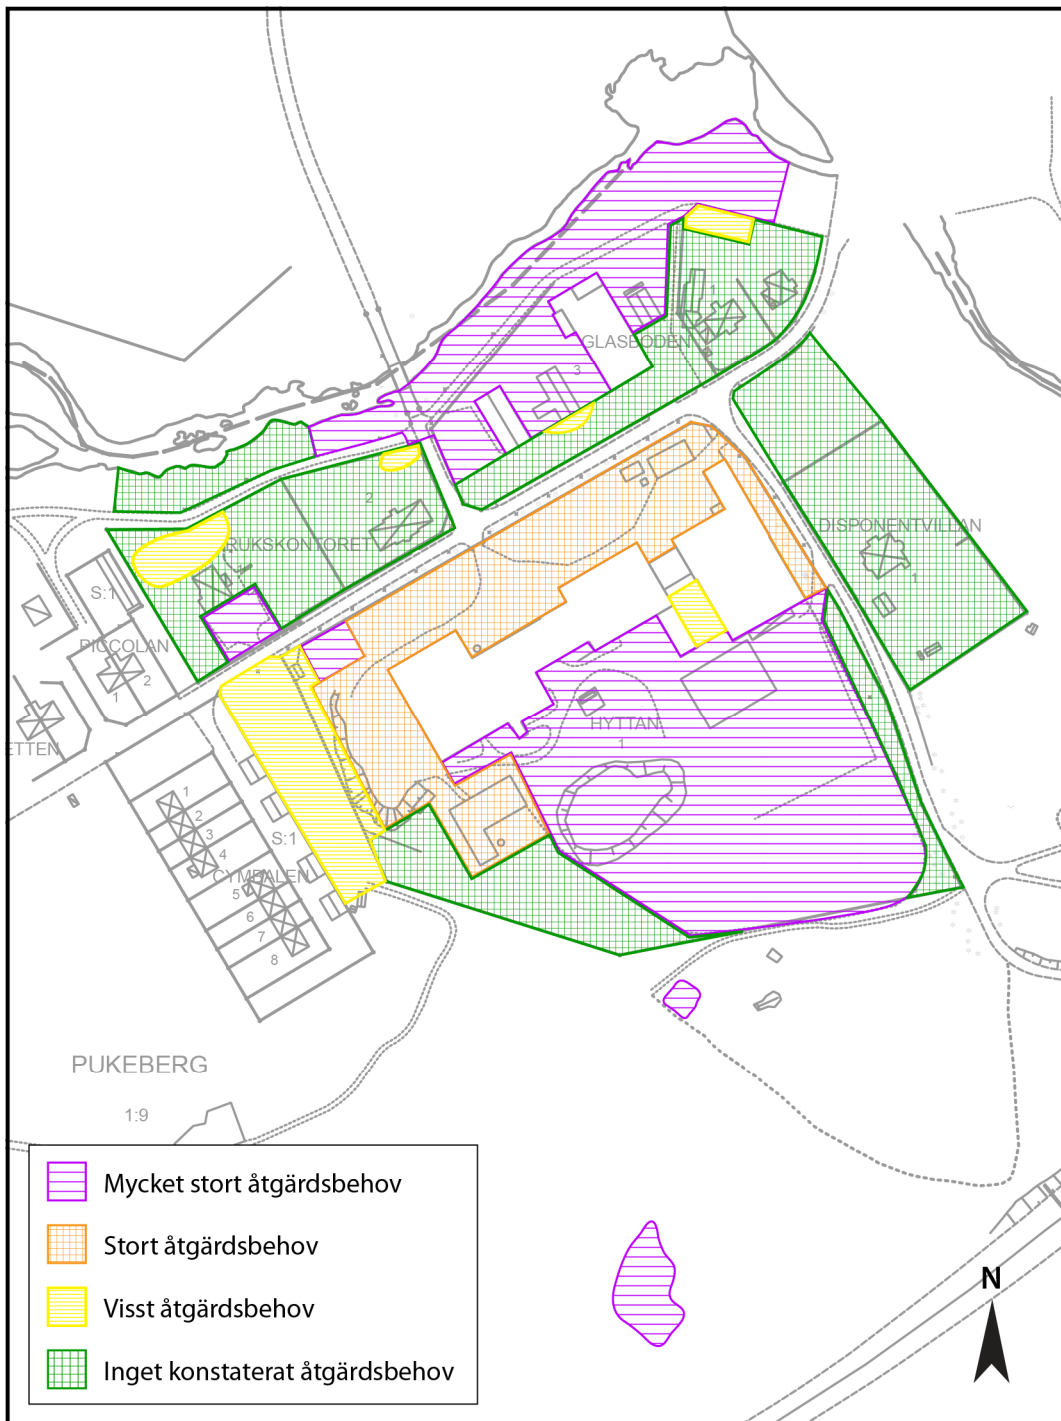 1
GLASBODEN
3
2
DISPONENTVILLAN
RUKSKONTORET
1
S:1
PICCOLAN
2
1
HYTTAN
1
ETTEN
1
2
3
S:1
4
CYMBALEN
5
6
7
8
PUKEBERG
1:9
Mycket stort åtgärdsbehov
Stort åtgärdsbehov
Visst åtgärdsbehov
Inget konstaterat åtgärdsbehov
N